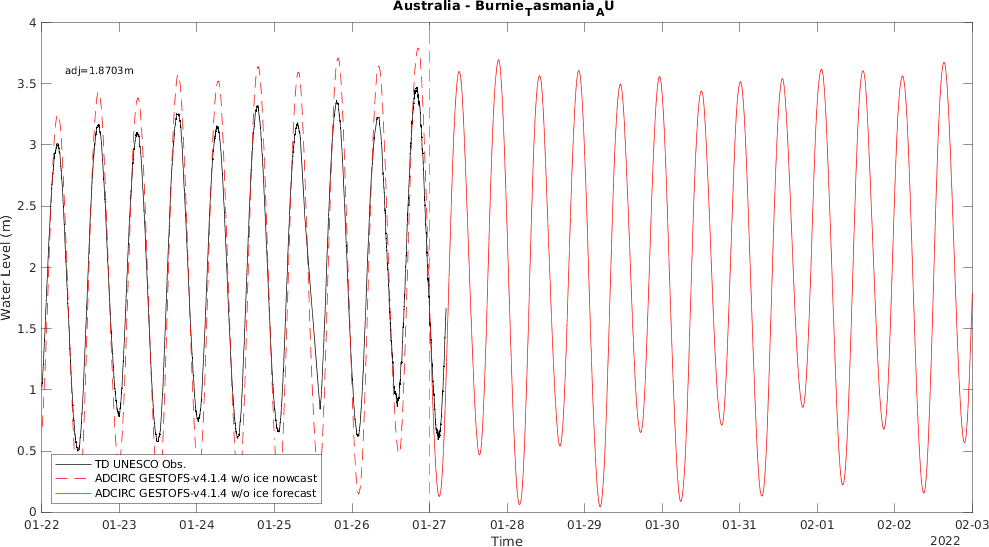 Australia - BurnieTasmaniaAU
adj=1.8703m
Water Level (m)
4
3.5
3
2.5
2
1.5
1
0.5
0
TD UNESCO Obs.
ADCIRC GESTOFS-v4.1.4 w/o ice nowcast
ADCIRC GESTOFS-v4.1.4 w/o ice forecast
01-22 01-23 01-24 01-25 01-26 01-27 01-28 01-29 01-30 01-31 02-01 02-02 02-03
Time
2022